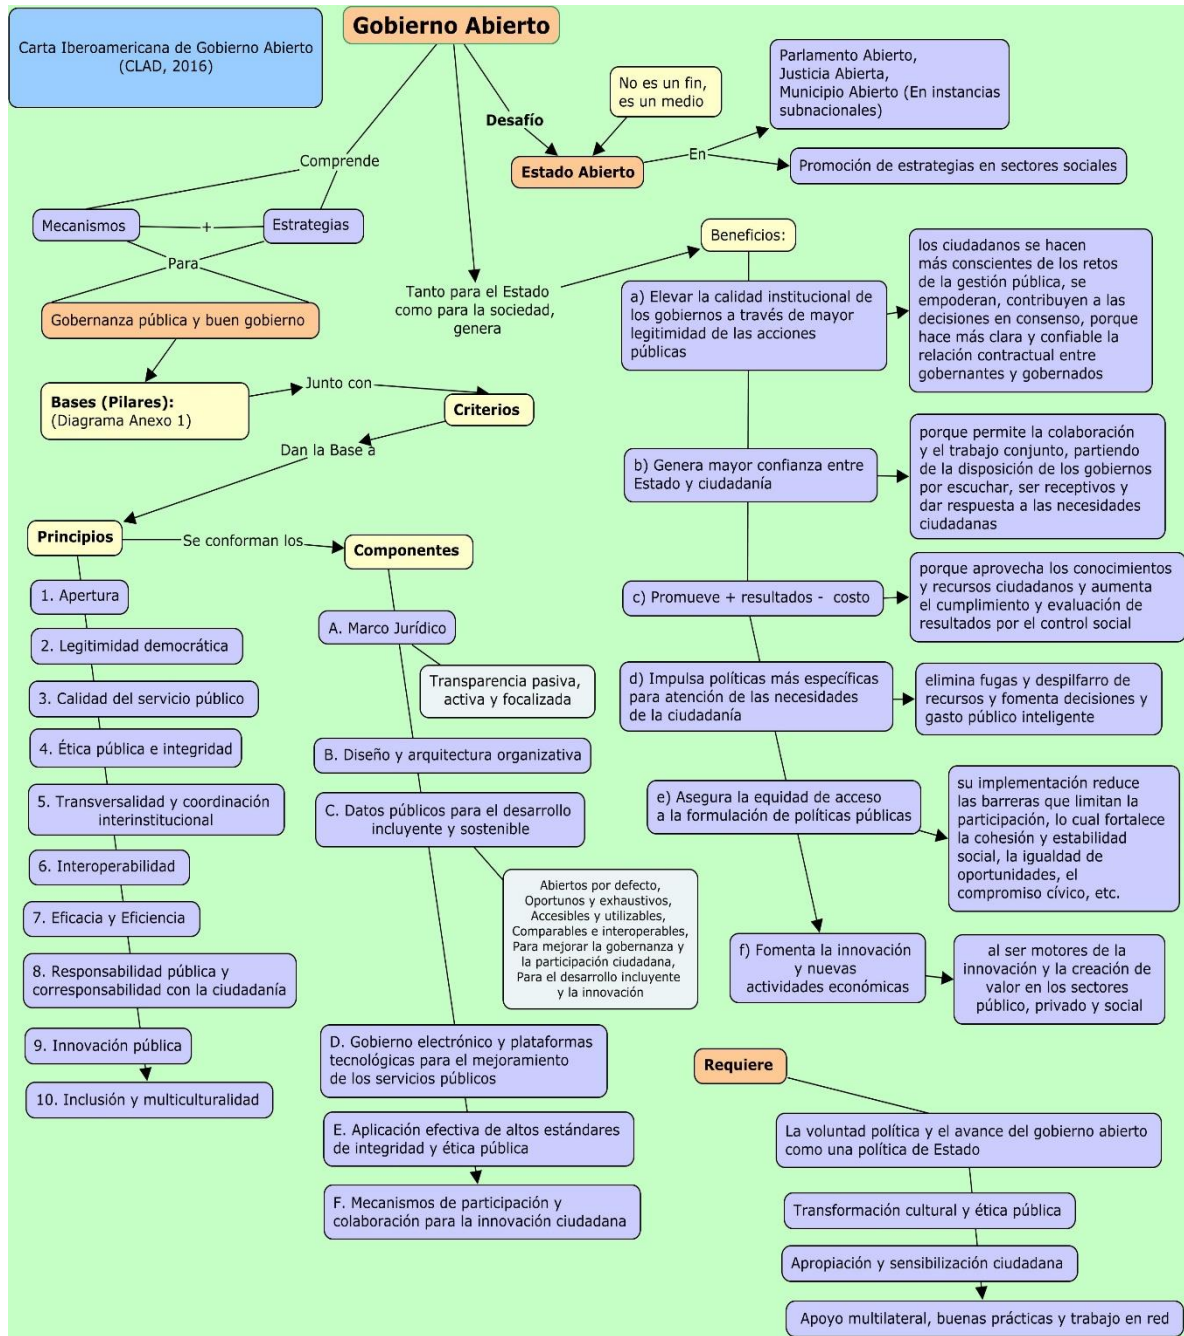 Carta Iberoamericana de Gobierno Abierto
(CLAD, 2016)
Gobierno Abierto
No es un fin,
es un medio
Parlamento Abierto,
Justicia Abierta,
Municipio Abierto (En instancias
subnacionales)
Desafío
Estado Abierto
En
Promoción de estrategias en sectores sociales
Comprende
Mecanismos
+
Estrategias
Para
Gobernanza pública y buen gobierno
Bases (Pilares):
(Diagrama Anexo 1)
Junto con
Criterios
Dan la Base a
Principios
Se conforman los
Componentes
1. Apertura
2. Legitimidad democrática
3. Calidad del servicio público
4. Ética pública e integridad
5. Transversalidad y coordinación
interinstitucional
6. Interoperabilidad
7. Eficacia y Eficiencia
8. Responsabilidad pública y
corresponsabilidad con la ciudadanía
9. Innovación pública
10. Inclusión y multiculturalidad
A. Marco Jurídico
Transparencia pasiva,
activa y focalizada
B. Diseño y arquitectura organizativa
C. Datos públicos para el desarrollo
incluyente y sostenible
Abiertos por defecto,
Oportunos y exhaustivos,
Accesibles y utilizables,
Comparables e interoperables,
Para mejorar la gobernanza y
la participación ciudadana,
Para el desarrollo incluyente
y la innovación
D. Gobierno electrónico y plataformas
tecnológicas para el mejoramiento
de los servicios públicos
E. Aplicación efectiva de altos estándares
de integridad y ética pública
F. Mecanismos de participación y
colaboración para la innovación ciudadana
Tanto para el Estado
como para la sociedad,
genera
Beneficios:
a) Elevar la calidad institucional de
los gobiernos a través de mayor
legitimidad de las acciones
públicas
los ciudadanos se hacen
más conscientes de los retos
de la gestión pública, se
empoderan, contribuyen a las
decisiones en consenso, porque
hace más clara y confiable la
relación contractual entre
gobernantes y gobernados
b) Genera mayor confianza entre
Estado y ciudadanía
porque permite la colaboración
y el trabajo conjunto, partiendo
de la disposición de los gobiernos
por escuchar, ser receptivos y
dar respuesta a las necesidades
ciudadanas
c) Promueve + resultados - costo
porque aprovecha los conocimientos
y recursos ciudadanos y aumenta
el cumplimiento y evaluación de
resultados por el control social
d) Impulsa políticas más específicas
para atención de las necesidades
de la ciudadanía
elimina fugas y despilfarro de
recursos y fomenta decisiones y
gasto público inteligente
e) Asegura la equidad de acceso
a la formulación de políticas públicas
su implementación reduce
las barreras que limitan la
participación, lo cual fortalece
la cohesión y estabilidad
social, la igualdad de
oportunidades, el
compromiso cívico, etc.
f) Fomenta la innovación
y nuevas
actividades económicas
al ser motores de la
innovación y la creación de
valor en los sectores
público, privado y social
Requiere
La voluntad política y el avance del gobierno abierto
como una política de Estado
Transformación cultural y ética pública
Apropiación y sensibilización ciudadana
Apoyo multilateral, buenas prácticas y trabajo en red